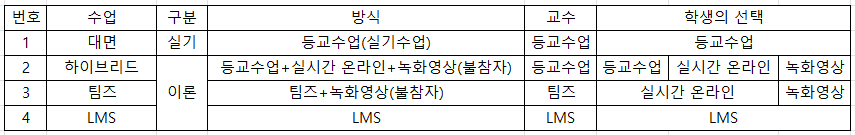 번호 수업 구분 방식 교수 학생의 선택
1 대면 실기 등교수업(실기수업) 등교수업 등교수업
2 하이브리드 이론 등교수업+실시간 온라인+녹화영상(불참자) 등교수업 등교수업 실시간 온라인 녹화영상
3 팀즈 팀즈+녹화영상(불참자) 팀즈 실시간 온라인 녹화영상
4 LMS LMS LMS LMS